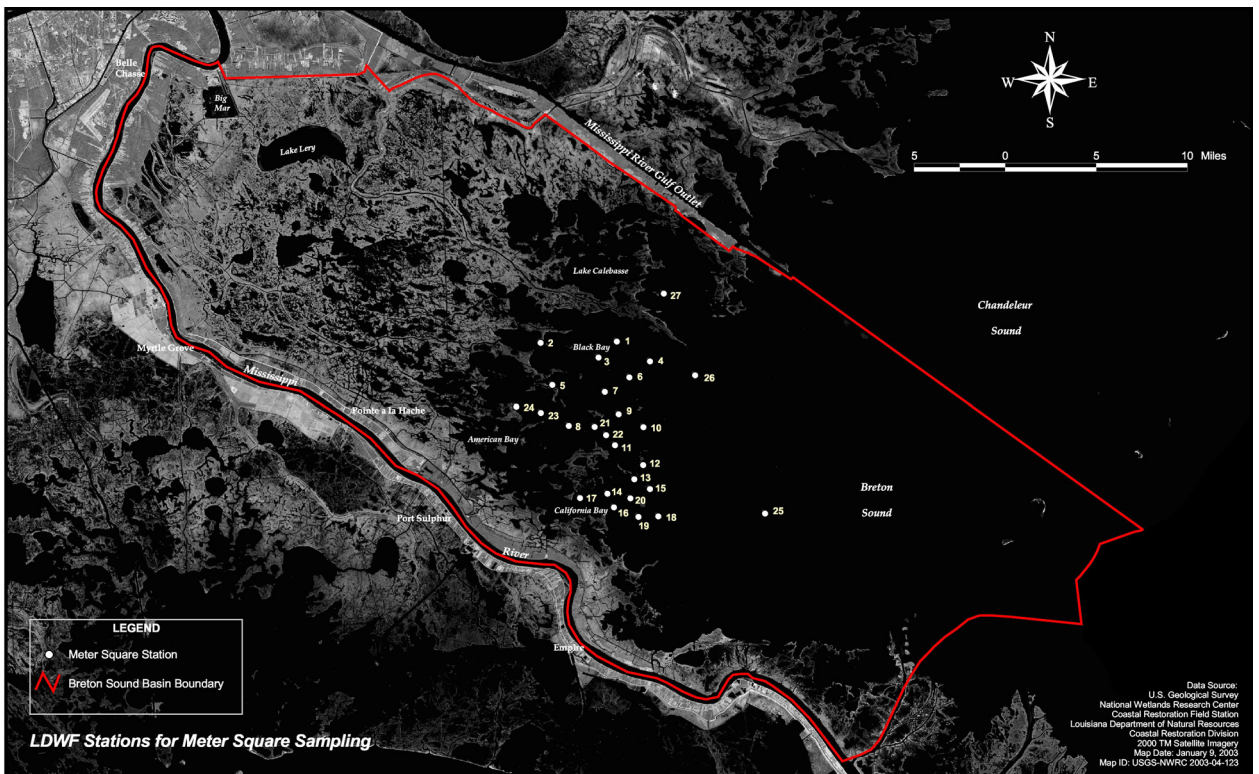 N
W E
S
5 0 5 10 Miles
Belle
Chasse
Big
Mar
Lake Lery
Mississippi River Gulf Outlet
Lake Calebasse
27
Chandeleur
Sound
Myrtle Grove
Mississippi
Pointe a la Hache
2
Black Bay
1
3
4
6
26
5
7
24
23
9
8
21
10
American Bay
22
11
12
13
15
17
14
20
California Bay
16
19
18
25
Breton
Sound
Port Sulphur
River
Empire
LEGEND
Meter Square Station
Breton Sound Basin Boundary
LDWF Stations for Meter Square Sampling
Data Source:
U.S. Geological Survey
National Wetlands Research Center
Coastal Restoration Field Station
Louisiana Department of Natural Resources
Coastal Restoration Division
2000 TM Satellite Imagery
Map Date: January 9, 2003
Map ID: USGS-NWRC 2003-04-123